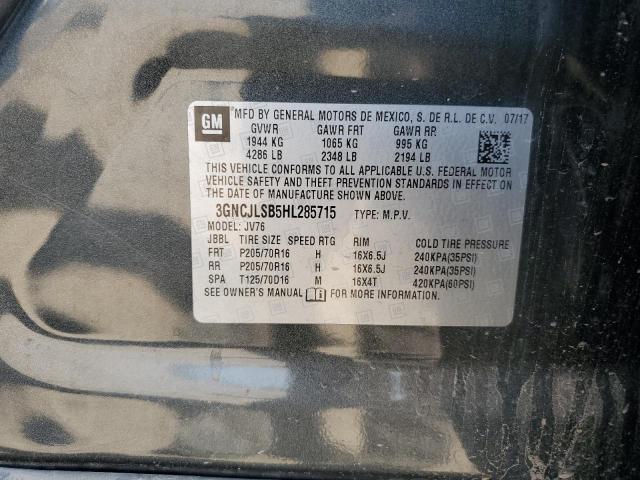 GM MFD BY GENERAL MOTORS DE MEXICO, S. DE R.L. DE C.V. 07/17
GVWR GAWR FRT GAWR RR
1944 KG 1065 KG 995 KG
4286 LB 2348 LB 2194 LB
THIS VEHICLE CONFORMS TO ALL APPLICABLE U.S. FEDERAL MOTOR
VEHICLE SAFETY AND THEFT PREVENTION STANDARDS IN EFFECT ON
THE DATE OF MANUFACTURE SHOWN ABOVE.
3GNCJLSB5HL285715 TYPE: M.P.V.
MODEL: JV76
JBBL TIRE SIZE SPEED RTG RIM COLD TIRE PRESSURE
FRT P205/70R16 H 16X6.5J 240KPA(35PSI)
RR P205/70R16 H 16X6.5J 240KPA(35PSI)
SPA T125/70D16 M 16X4T 420KPA(60PSI)
SEE OWNER'S MANUAL FOR MORE INFORMATION.